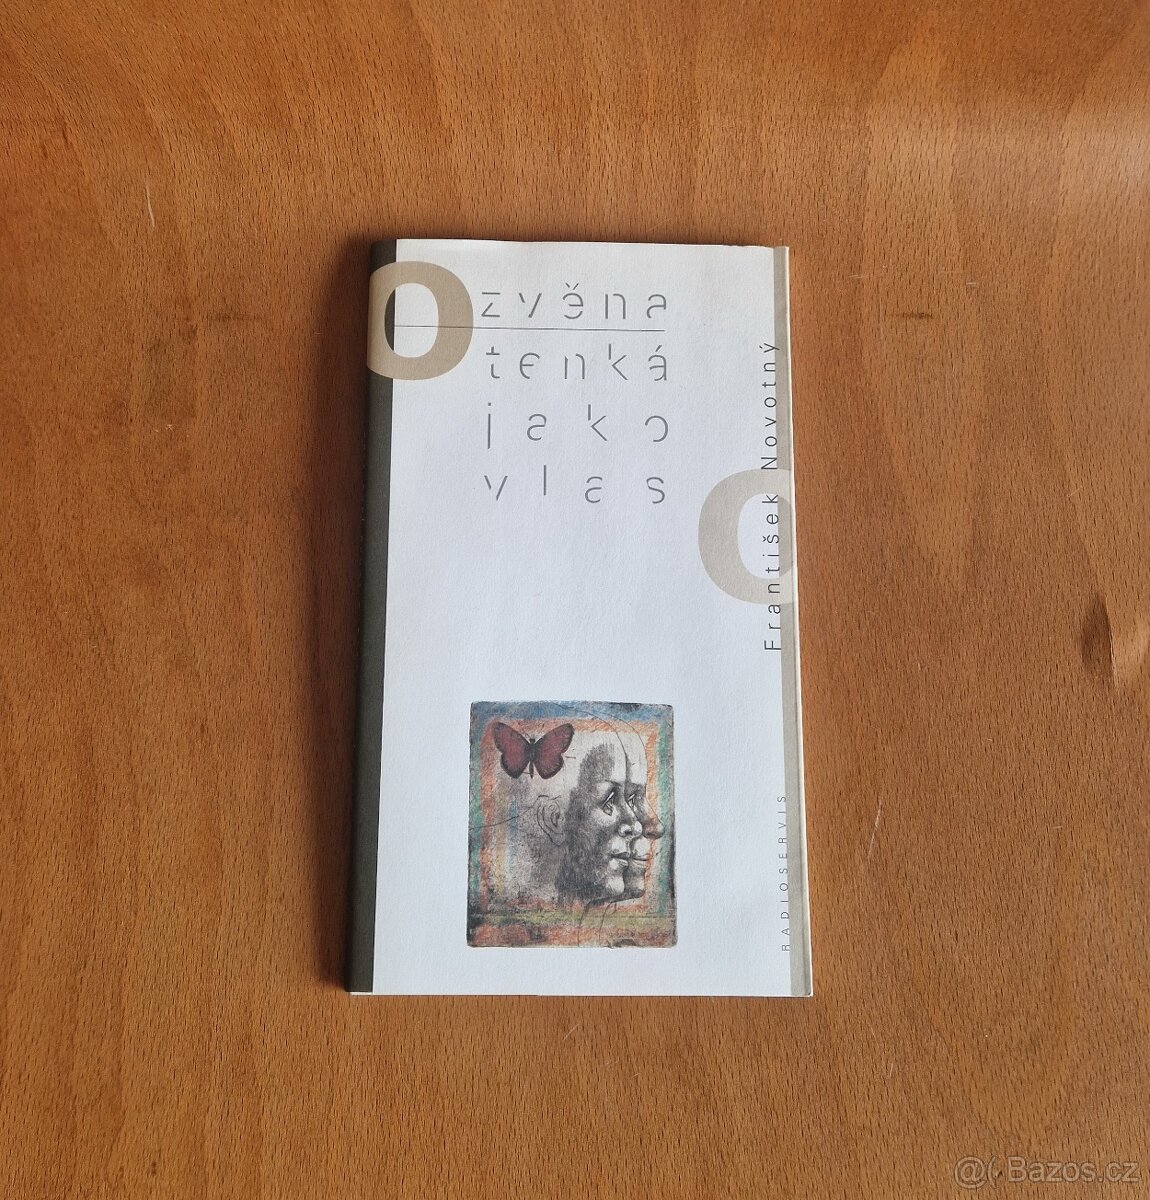 Ozvěna
tenká
jako
vlas
František Novotný
RADIOSERVIS
@( Bazos.cz